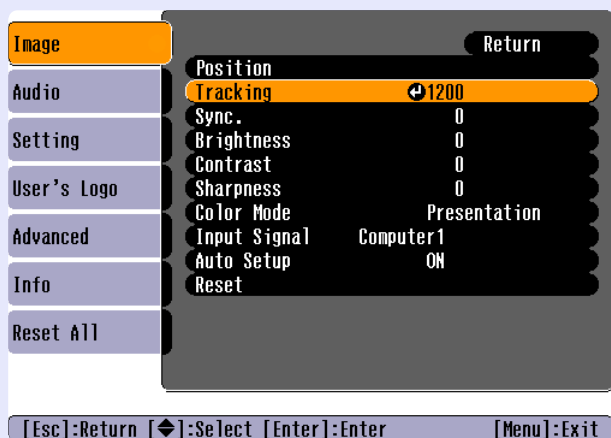 Image
Audio
Setting
User's Logo
Advanced
Info
Reset All
Return
Position
Tracking 1200
Sync. 0
Brightness 0
Contrast 0
Sharpness 0
Color Mode Presentation
Input Signal Computer1
Auto Setup ON
Reset
[Esc]:Return [◆]:Select [Enter]:Enter [Menu]:Exit